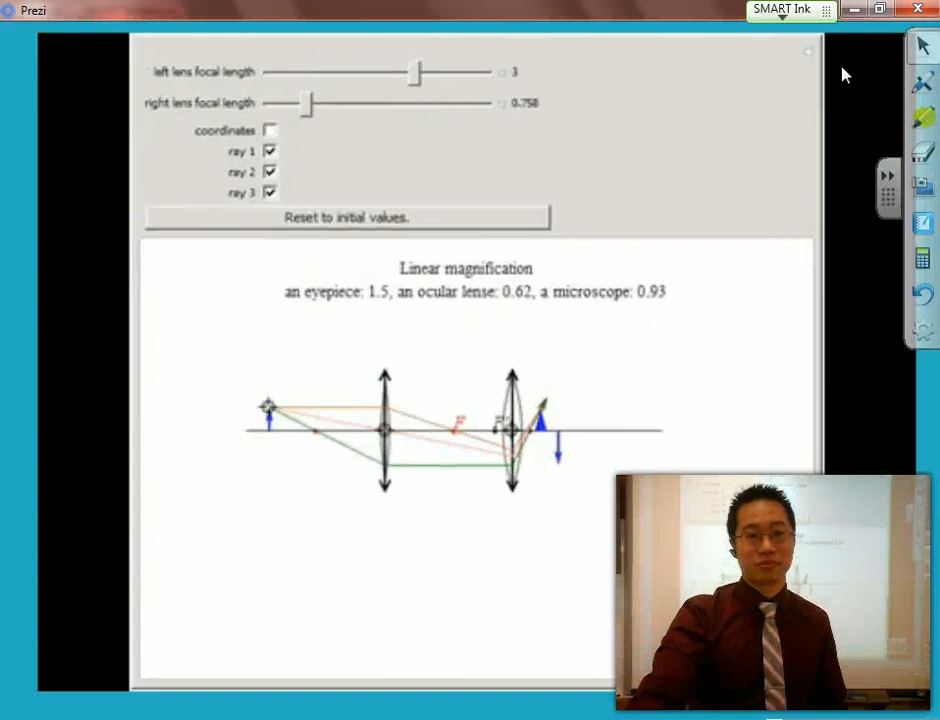 Prezi
SMART Ink
left lens focal length 3
right lens focal length 0.758
coordinates
ray 1
ray 2
ray 3
Reset to initial values.
Linear magnification
an eyepiece: 1.5, an ocular lense: 0.62, a microscope: 0.93
F F